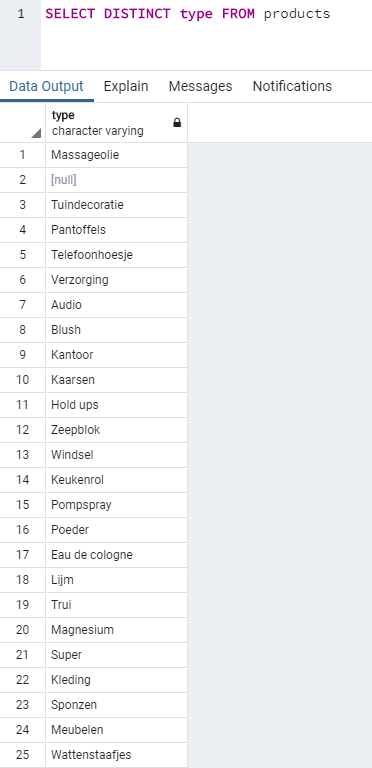 1 SELECT DISTINCT type FROM products
Data Output Explain Messages Notifications
type
character varying
1 Massageolie
2 [null]
3 Tuindecoratie
4 Pantoffels
5 Telefoonhoesje
6 Verzorging
7 Audio
8 Blush
9 Kantoor
10 Kaarsen
11 Hold ups
12 Zeepblok
13 Windsel
14 Keukenrol
15 Pompspray
16 Poeder
17 Eau de cologne
18 Lijm
19 Trui
20 Magnesium
21 Super
22 Kleding
23 Sponzen
24 Meubelen
25 Wattenstaafjes